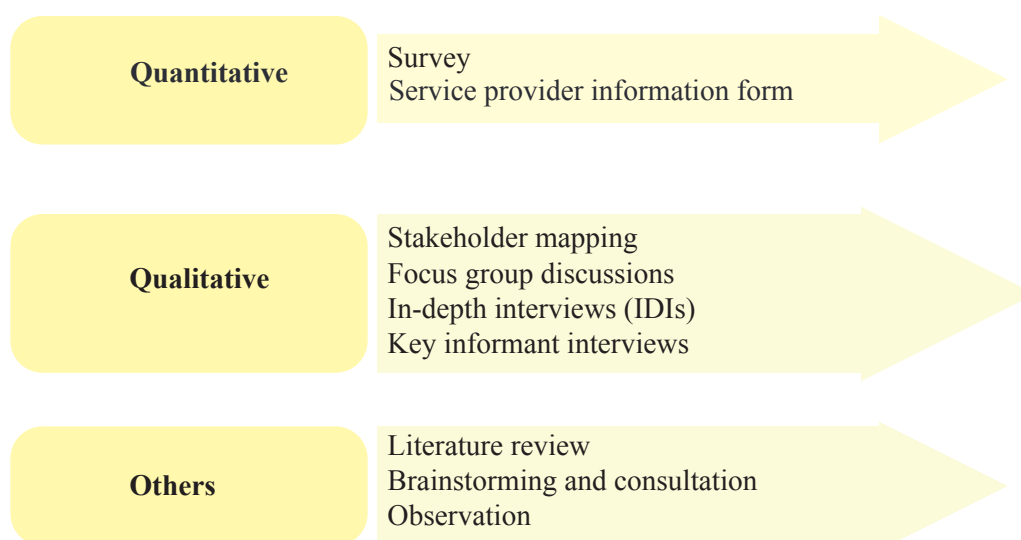 Quantitative
Survey
Service provider information form
Qualitative
Stakeholder mapping
Focus group discussions
In-depth interviews (IDIs)
Key informant interviews
Others
Literature review
Brainstorming and consultation
Observation